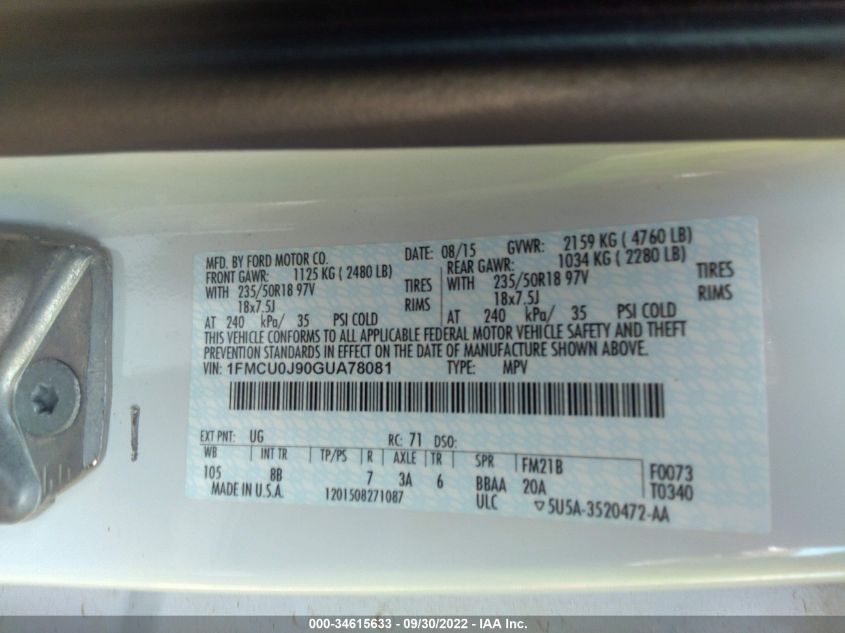 MFD. BY FORD MOTOR CO. DATE: 08/15 GVWR: 2159 KG ( 4760 LB)
FRONT GAWR: 1125 KG ( 2480 LB) REAR GAWR: 1034 KG ( 2280 LB)
WITH 235/50R18 97V TIRES WITH 235/50R18 97V TIRES
18x7.5J RIMS 18x7.5J RIMS
AT 240 kPa/ 35 PSI COLD AT 240 kPa/ 35 PSI COLD
THIS VEHICLE CONFORMS TO ALL APPLICABLE FEDERAL MOTOR VEHICLE SAFETY AND THEFT
PREVENTION STANDARDS IN EFFECT ON THE DATE OF MANUFACTURE SHOWN ABOVE.
VIN: 1FMCU0J90GUA78081 TYPE: MPV
EXT PNT: UG RC: 71 DSO:
WB INT TR TP/PS R AXLE TR SPR FM21B F0073
105 8B 7 3A 6 BBAA 20A T0340
MADE IN U.S.A. 1201508271087 ULC ▽5U5A-3520472-AA
000-34615633 - 09/30/2022 - IAA Inc.